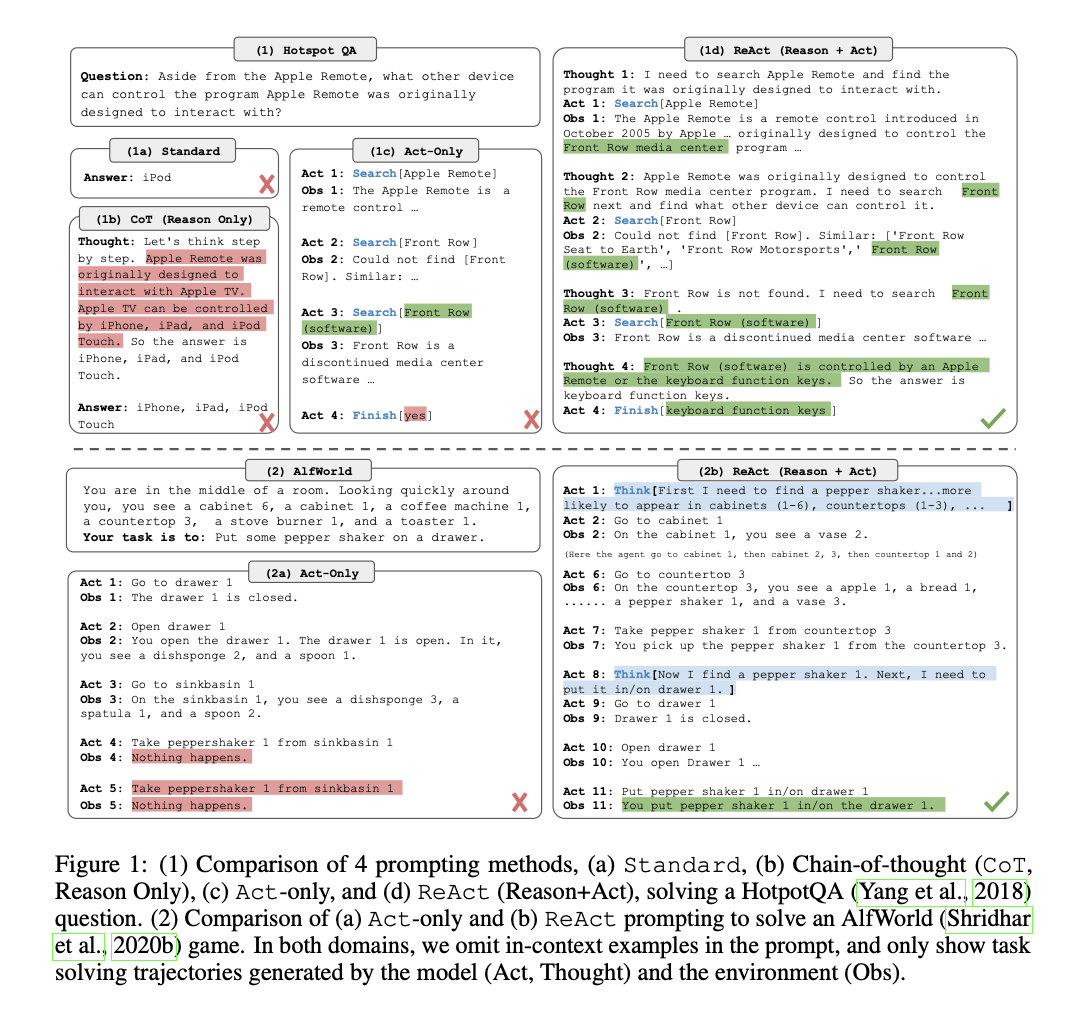 (1) Hotspot QA
Question: Aside from the Apple Remote, what other device
can control the program Apple Remote was originally
designed to interact with?
(1a) Standard
Answer: iPod
(1b) CoT (Reason Only)
Thought: Let's think step
by step. Apple Remote was
originally designed to
interact with Apple TV.
Apple TV can be controlled
by iPhone, iPad, and iPod
Touch. So the answer is
iPhone, iPad, and iPod
Touch.
Answer: iPhone, iPad, iPod
Touch
(1c) Act-Only
Act 1: Search[Apple Remote]
Obs 1: The Apple Remote is a
remote control …
Act 2: Search[Front Row]
Obs 2: Could not find [Front
Row]. Similar: …
Act 3: Search[Front Row
(software)]
Obs 3: Front Row is a
discontinued media center
software …
Act 4: Finish[yes]
(1d) ReAct (Reason + Act)
Thought 1: I need to search Apple Remote and find the
program it was originally designed to interact with.
Act 1: Search[Apple Remote]
Obs 1: The Apple Remote is a remote control introduced in
October 2005 by Apple … originally designed to control the
Front Row media center program …
Thought 2: Apple Remote was originally designed to control
the Front Row media center program. I need to search Front
Row next and find what other device can control it.
Act 2: Search[Front Row]
Obs 2: Could not find [Front Row]. Similar: ['Front Row
Seat to Earth', 'Front Row Motorsports',' Front Row
(software)', …]
Thought 3: Front Row is not found. I need to search Front
Row (software) .
Act 3: Search[Front Row (software)]
Obs 3: Front Row is a discontinued media center software …
Thought 4: Front Row (software) is controlled by an Apple
Remote or the keyboard function keys. So the answer is
keyboard function keys.
Act 4: Finish[keyboard function keys]
(2) AlfWorld
You are in the middle of a room. Looking quickly around
you, you see a cabinet 6, a cabinet 1, a coffee machine 1,
a countertop 3, a stove burner 1, and a toaster 1.
Your task is to: Put some pepper shaker on a drawer.
(2a) Act-Only
Act 1: Go to drawer 1
Obs 1: The drawer 1 is closed.
Act 2: Open drawer 1
Obs 2: You open the drawer 1. The drawer 1 is open. In it,
you see a dishsponge 2, and a spoon 1.
Act 3: Go to sinkbasin 1
Obs 3: On the sinkbasin 1, you see a dishsponge 3, a
spatula 1, and a spoon 2.
Act 4: Take peppershaker 1 from sinkbasin 1
Obs 4: Nothing happens.
Act 5: Take peppershaker 1 from sinkbasin 1
Obs 5: Nothing happens.
(2b) ReAct (Reason + Act)
Act 1: Think[First I need to find a pepper shaker...more
likely to appear in cabinets (1-6), countertops (1-3), ... ]
Act 2: Go to cabinet 1
Obs 2: On the cabinet 1, you see a vase 2.
(Here the agent go to cabinet 1, then cabinet 2, 3, then countertop 1 and 2)
Act 6: Go to countertop 3
Obs 6: On the countertop 3, you see a apple 1, a bread 1,
...... a pepper shaker 1, and a vase 3.
Act 7: Take pepper shaker 1 from countertop 3
Obs 7: You pick up the pepper shaker 1 from the countertop 3.
Act 8: Think[Now I find a pepper shaker 1. Next, I need to
put it in/on drawer 1. ]
Act 9: Go to drawer 1
Obs 9: Drawer 1 is closed.
Act 10: Open drawer 1
Obs 10: You open Drawer 1 …
Act 11: Put pepper shaker 1 in/on drawer 1
Obs 11: You put pepper shaker 1 in/on the drawer 1.
Figure 1: (1) Comparison of 4 prompting methods, (a) Standard, (b) Chain-of-thought (CoT,
Reason Only), (c) Act-only, and (d) ReAct (Reason+Act), solving a HotpotQA (Yang et al., 2018)
question. (2) Comparison of (a) Act-only and (b) ReAct prompting to solve an AlfWorld (Shridhar
et al., 2020b) game. In both domains, we omit in-context examples in the prompt, and only show task
solving trajectories generated by the model (Act, Thought) and the environment (Obs).